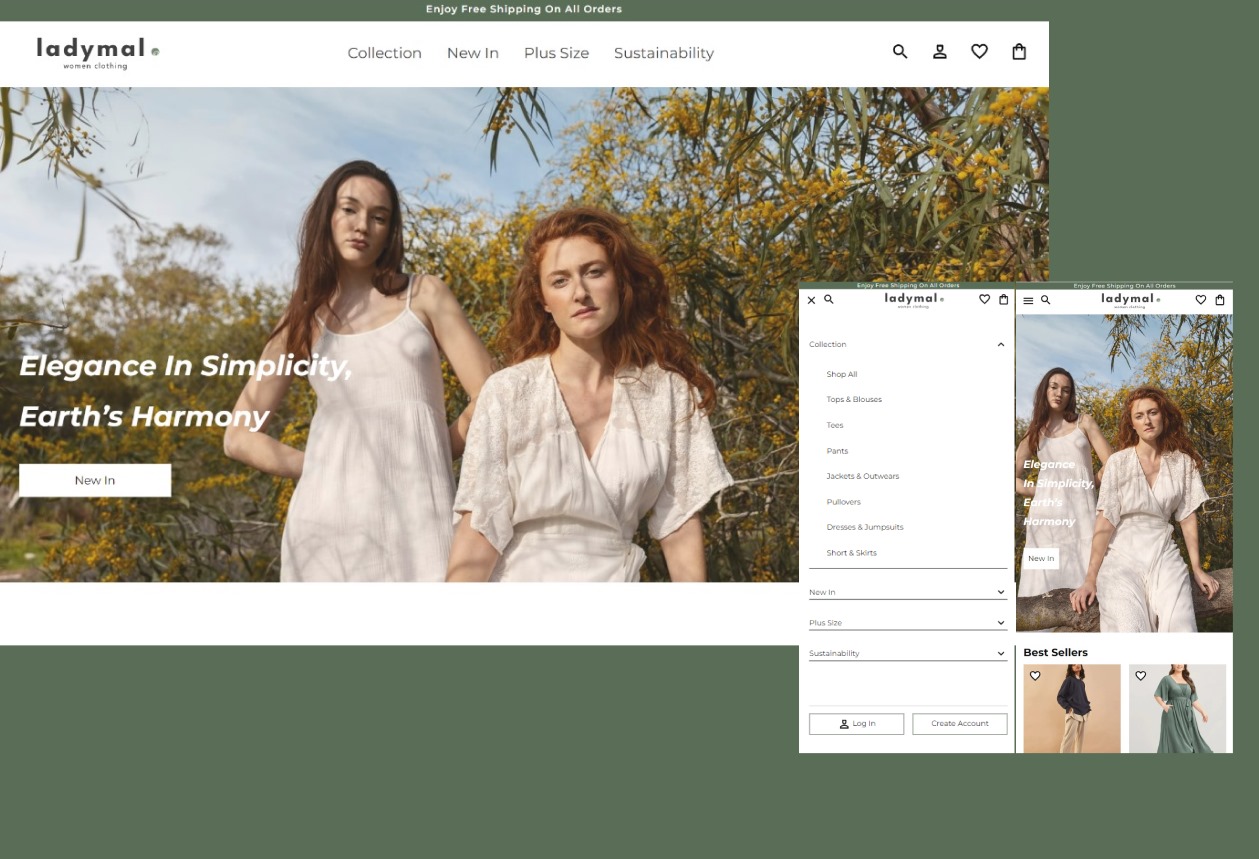 Enjoy Free Shipping On All Orders
ladymal
women clothing
Collection New In Plus Size Sustainability
Elegance In Simplicity,
Earth's Harmony
New In
Enjoy Free Shipping On All Orders
ladymal
women clothing
Collection
Shop All
Tops & Blouses
Tees
Pants
Jackets & Outwears
Pullovers
Dresses & Jumpsuits
Short & Skirts
New In
Plus Size
Sustainability
Log In
Create Account
Enjoy Free Shipping On All Orders
ladymal
women clothing
Elegance
In Simplicity,
Earth's
Harmony
New In
Best Sellers